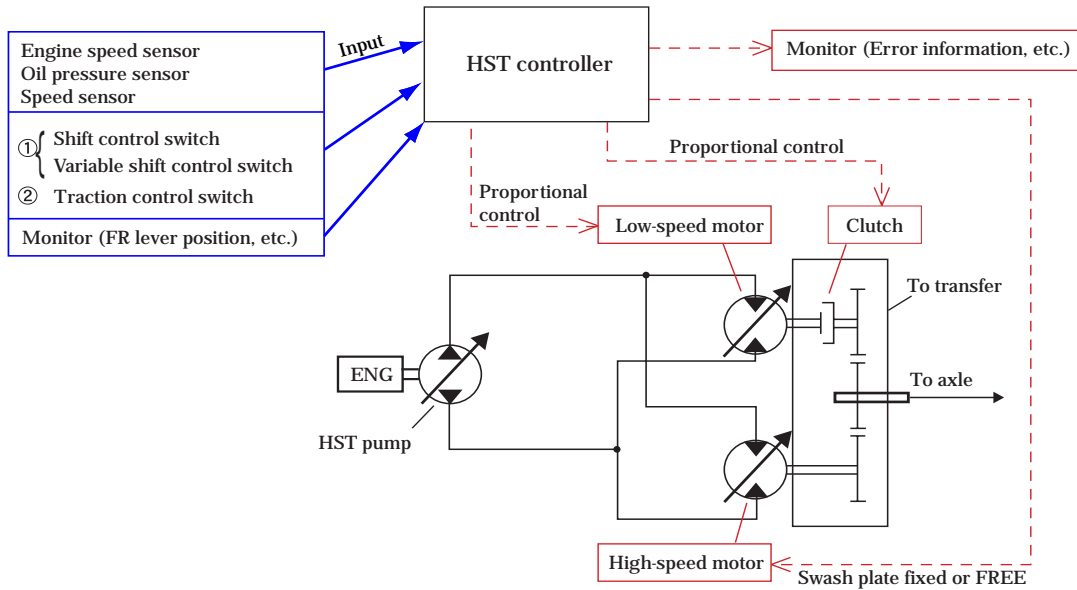 Engine speed sensor
Oil pressure sensor
Speed sensor
① Shift control switch
Variable shift control switch
② Traction control switch
Monitor (FR lever position, etc.)
Input
HST controller
Monitor (Error information, etc.)
Proportional control
Proportional
control
Low-speed motor
Clutch
To transfer
To axle
ENG
HST pump
High-speed motor
Swash plate fixed or FREE